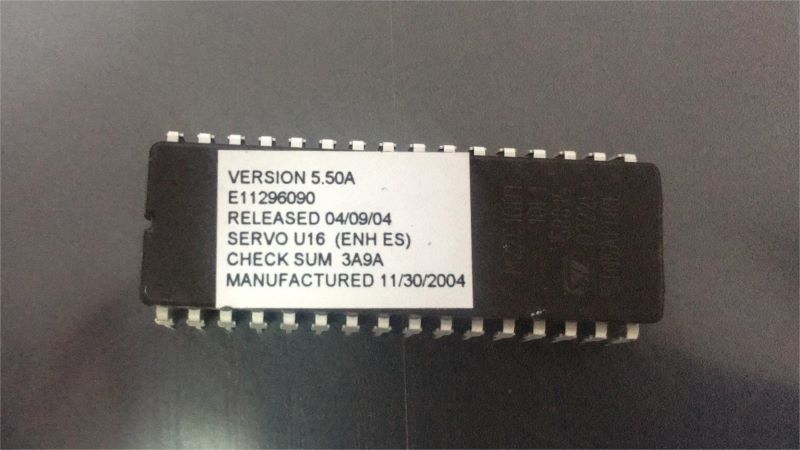 VERSION 5.50A
E11296090
RELEASED 04/09/04
SERVO U16 (ENH ES)
CHECK SUM 3A9A
MANUFACTURED 11/30/2004